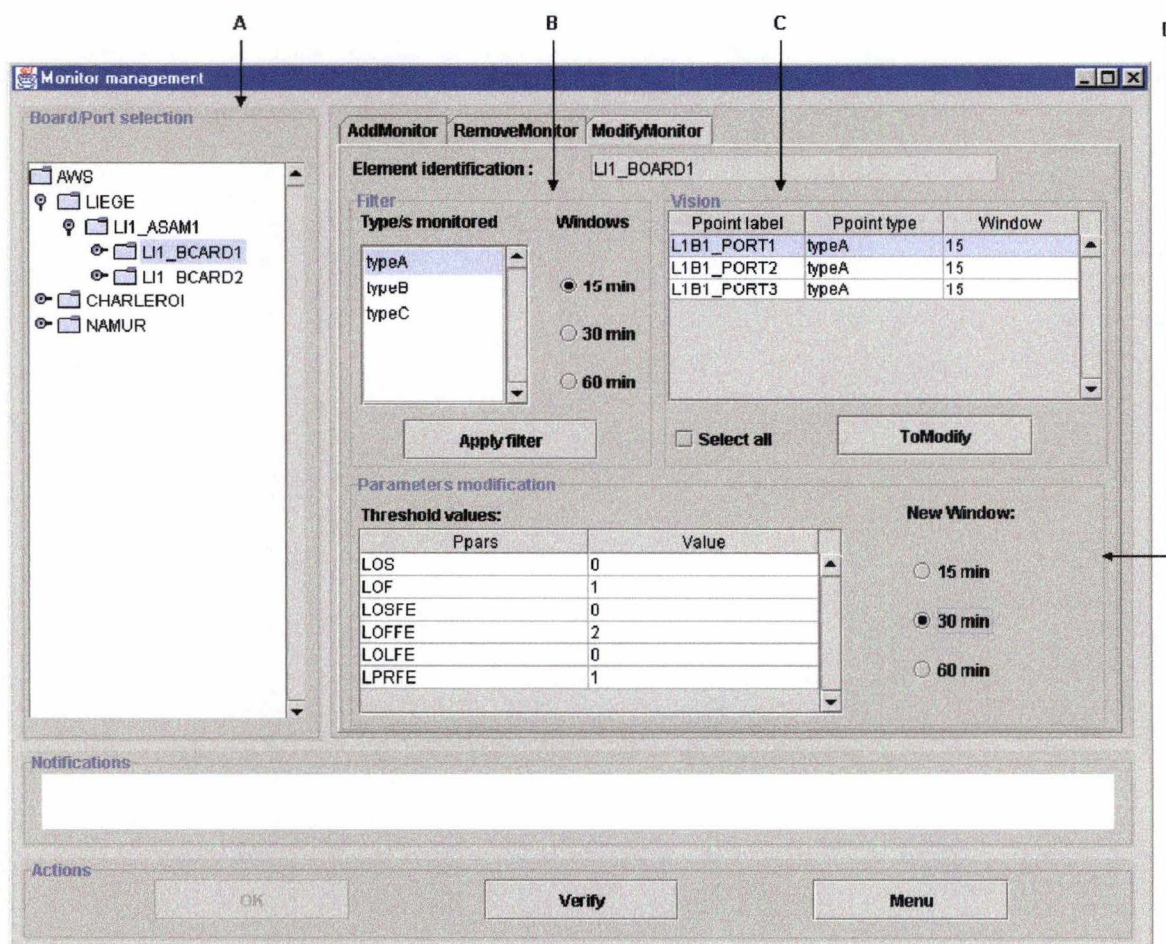 A B C
Monitor management
Board/Port selection
AWS
LIEGE
LI1_ASAM1
LI1_BCARD1
LI1 BCARD2
CHARLEROI
NAMUR
AddMonitor RemoveMonitor ModifyMonitor
Element identification : LI1_BOARD1
Filter
Type/s monitored Windows
typeA
typeB
typeC
15 min
30 min
60 min
Apply filter
Vision
Ppoint label Ppoint type Window
L1B1_PORT1 typeA 15
L1B1_PORT2 typeA 15
L1B1_PORT3 typeA 15
Select all ToModify
Parameters modification
Threshold values:
Ppars Value
LOS 0
LOF 1
LOSFE 0
LOFFE 2
LOLFE 0
LPRFE 1
New Window:
15 min
30 min
60 min
Notifications
Actions
OK Verify Menu